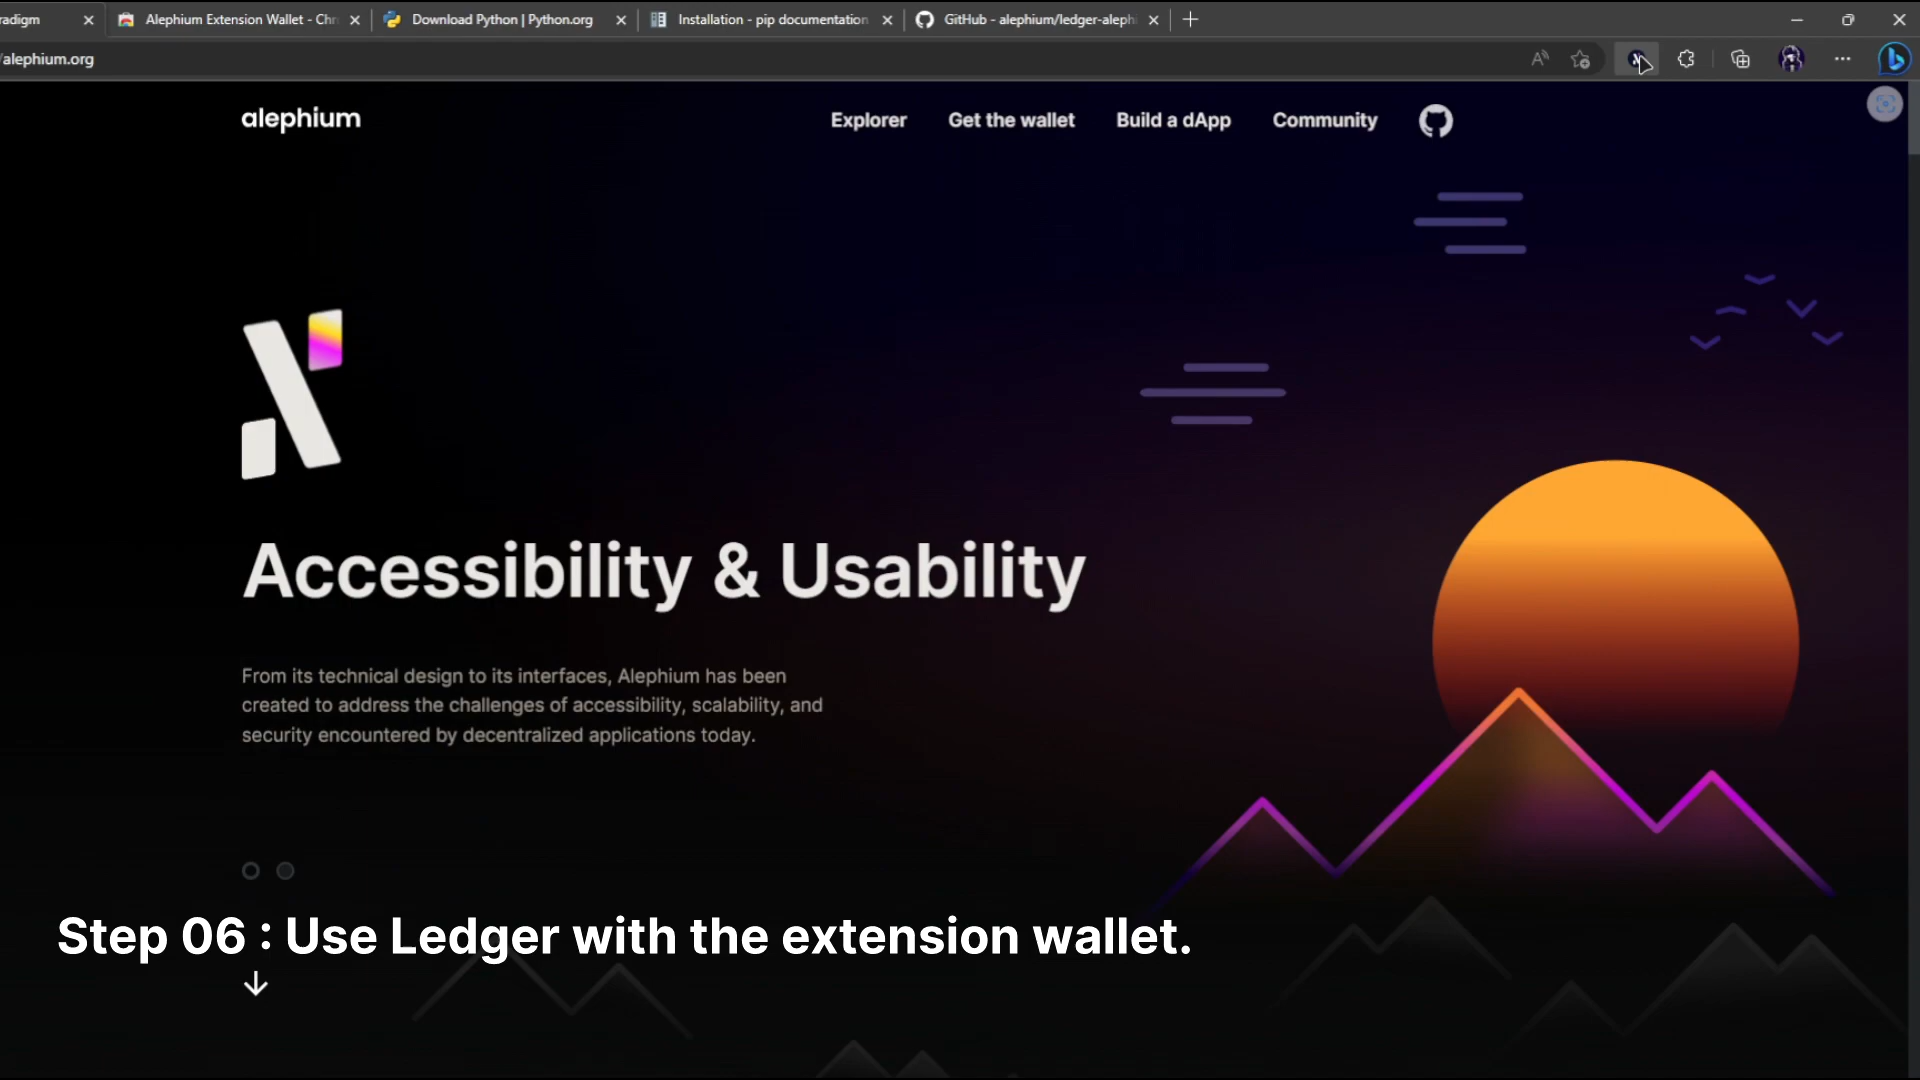 radigm
Alephium Extension Wallet - Chr
Download Python | Python.org
Installation - pip documentation
GitHub - alephium/ledger-aleph
/alephium.org
alephium
Explorer
Get the wallet
Build a dApp
Community
Accessibility & Usability
From its technical design to its interfaces, Alephium has been
created to address the challenges of accessibility, scalability, and
security encountered by decentralized applications today.
Step 06 : Use Ledger with the extension wallet.